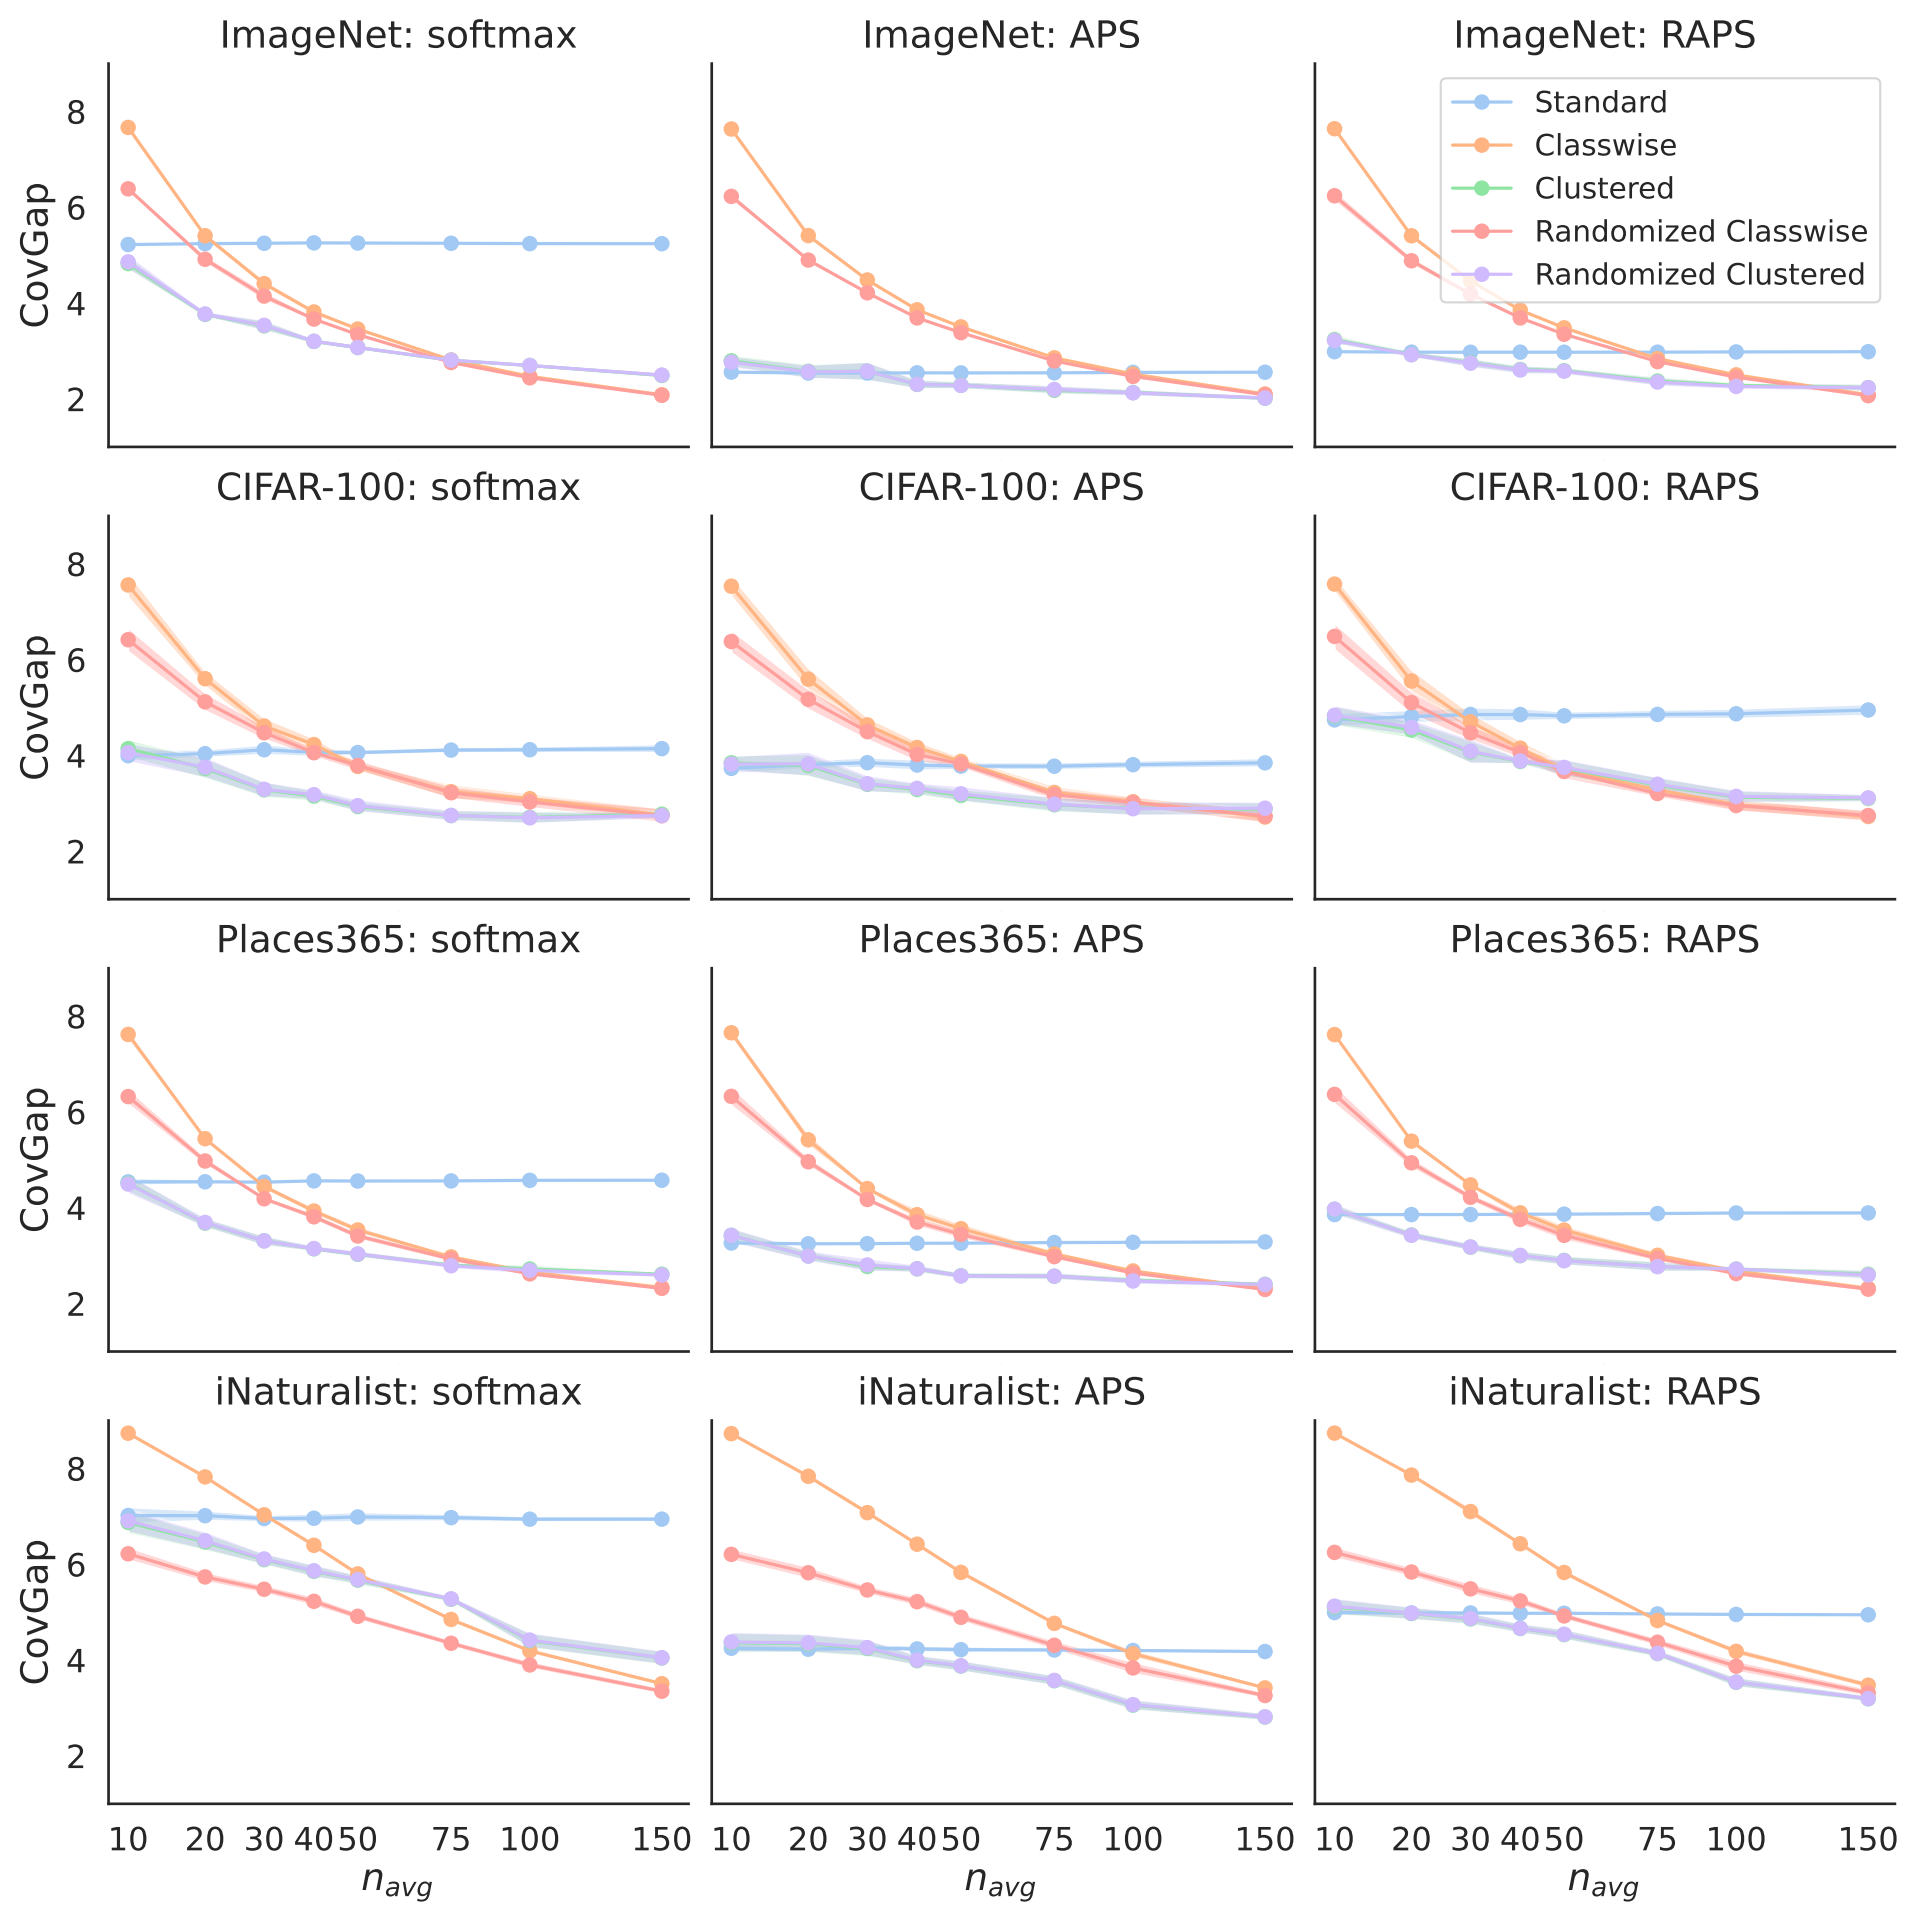 ImageNet: softmax
ImageNet: APS
ImageNet: RAPS
CovGap
8
6
4
2
Standard
Classwise
Clustered
Randomized Classwise
Randomized Clustered
CIFAR-100: softmax
CIFAR-100: APS
CIFAR-100: RAPS
CovGap
8
6
4
2
Places365: softmax
Places365: APS
Places365: RAPS
CovGap
8
6
4
2
iNaturalist: softmax
iNaturalist: APS
iNaturalist: RAPS
CovGap
8
6
4
2
10 20 30 40 50 75 100 150
10 20 30 40 50 75 100 150
10 20 30 40 50 75 100 150
n_avg
n_avg
n_avg